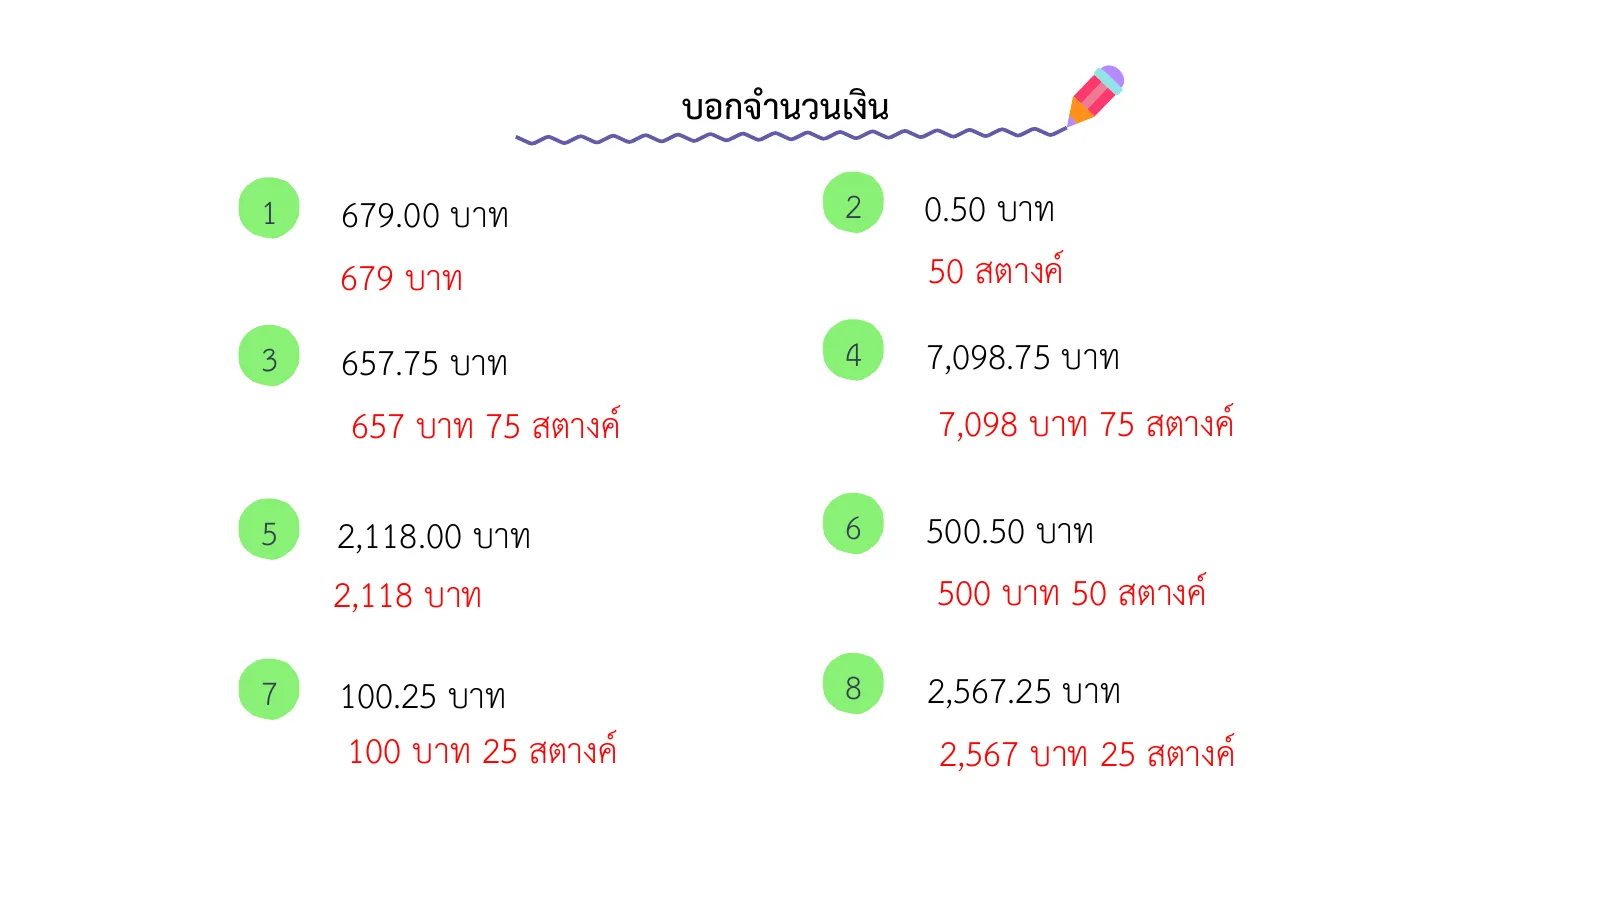 บอกจำนวนเงิน
1 679.00 บาท
679 บาท
2 0.50 บาท
50 สตางค์
3 657.75 บาท
657 บาท 75 สตางค์
4 7,098.75 บาท
7,098 บาท 75 สตางค์
5 2,118.00 บาท
2,118 บาท
6 500.50 บาท
500 บาท 50 สตางค์
7 100.25 บาท
100 บาท 25 สตางค์
8 2,567.25 บาท
2,567 บาท 25 สตางค์